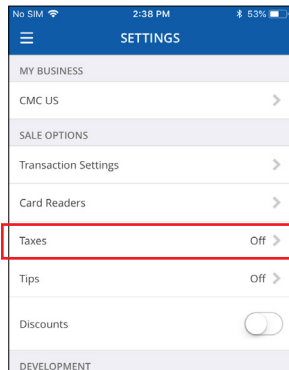 No SIM 2:38 PM 53%
SETTINGS
MY BUSINESS
CMC US
SALE OPTIONS
Transaction Settings
Card Readers
Taxes Off
Tips Off
Discounts
DEVELOPMENT